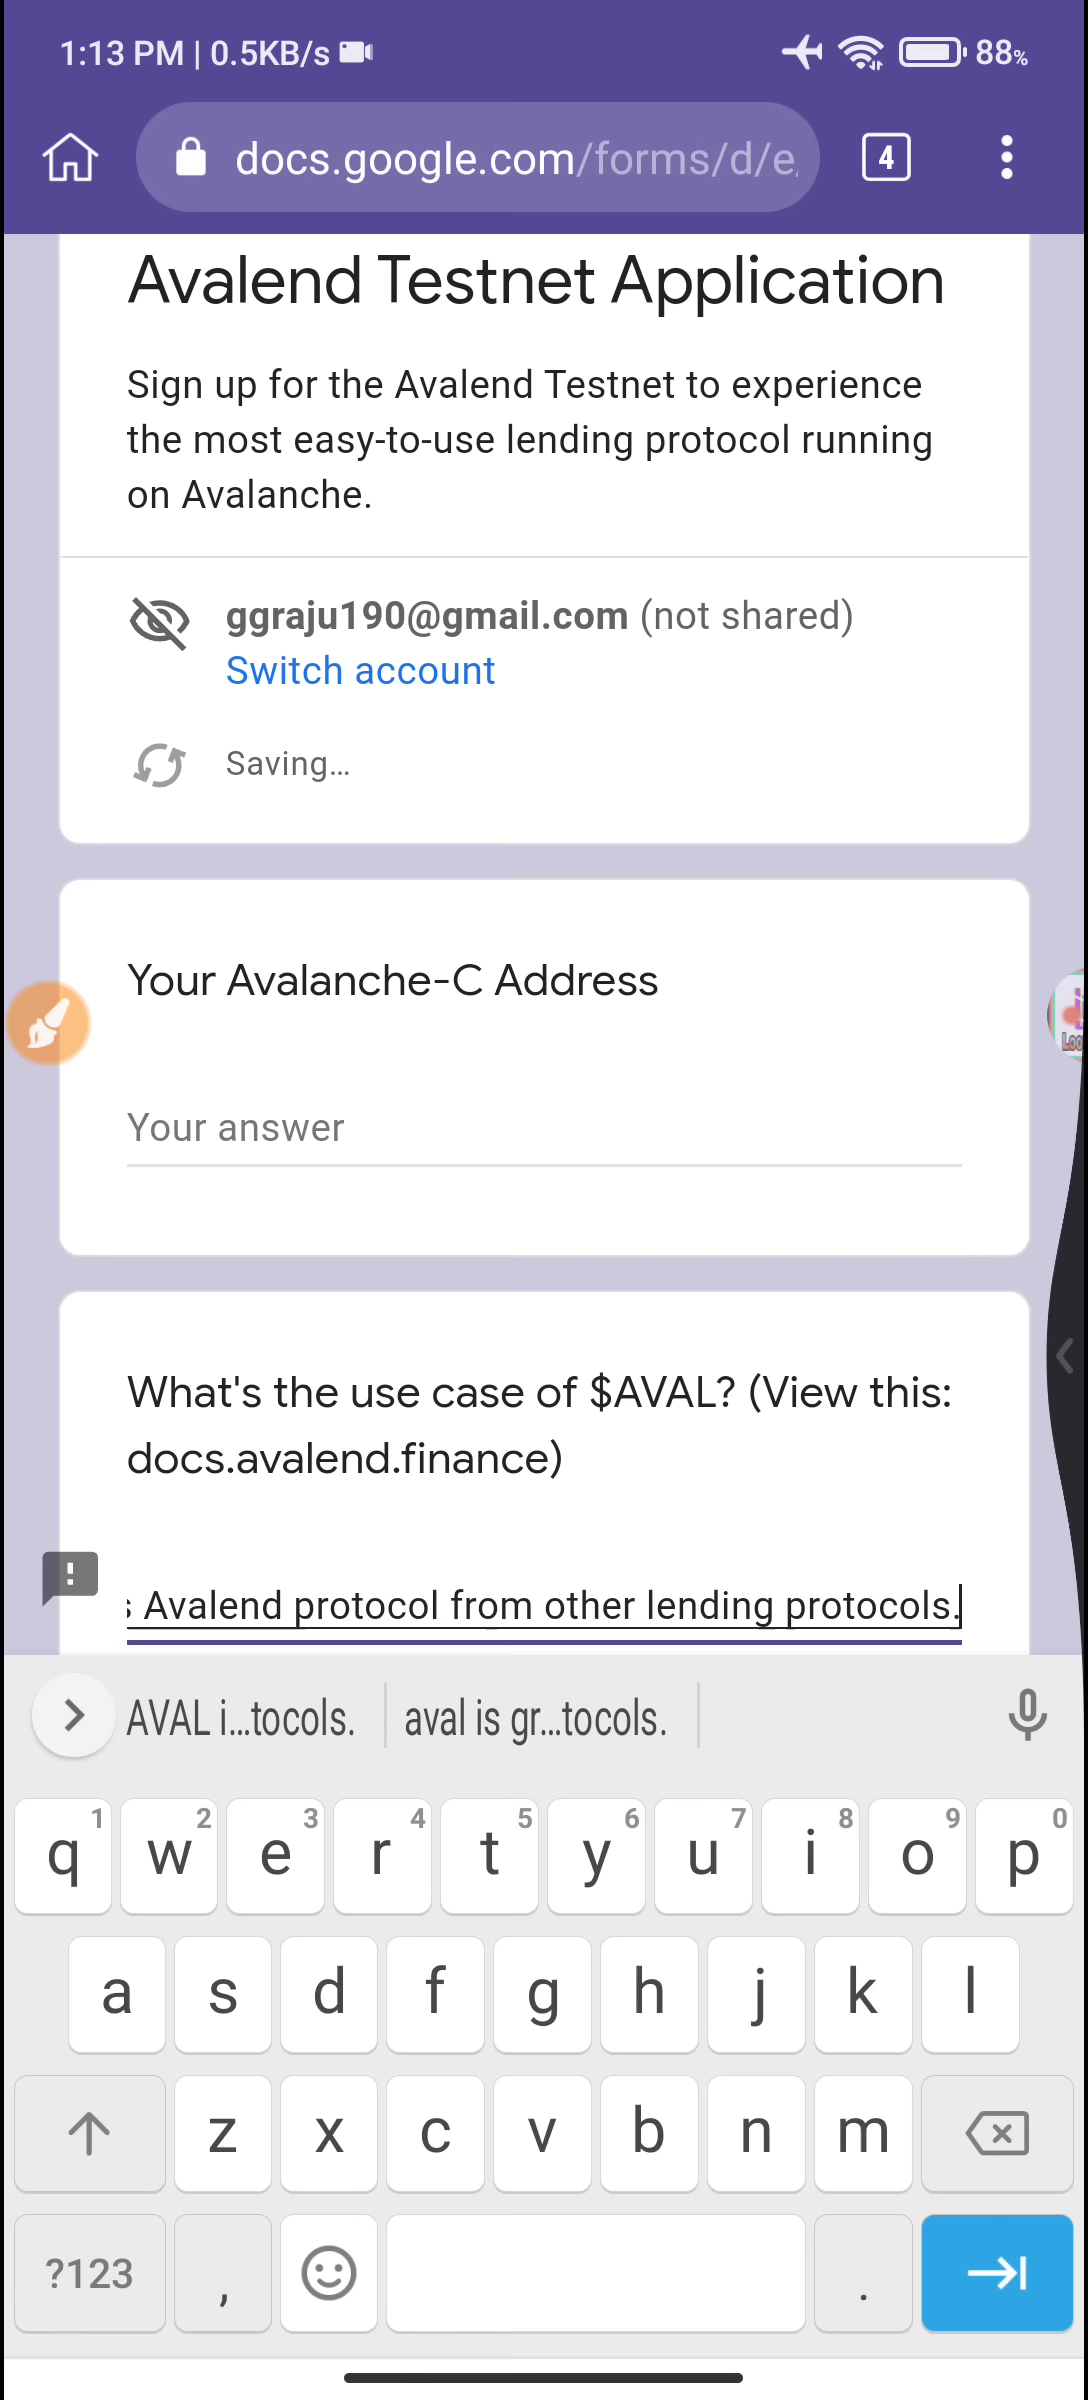 1:13 PM | 0.5KB/s 88%
docs.google.com/forms/d/e 4
Avalend Testnet Application
Sign up for the Avalend Testnet to experience
the most easy-to-use lending protocol running
on Avalanche.
ggraju190@gmail.com (not shared)
Switch account
Saving...
Your Avalanche-C Address
Your answer
What's the use case of $AVAL? (View this:
docs.avalend.finance)
Avalend protocol from other lending protocols.
AVAL i...tocols. aval is gr...tocols.
1 2 3 4 5 6 7 8 9 0
q w e r t y u i o p
a s d f g h j k l
z x c v b n m
?123 , .